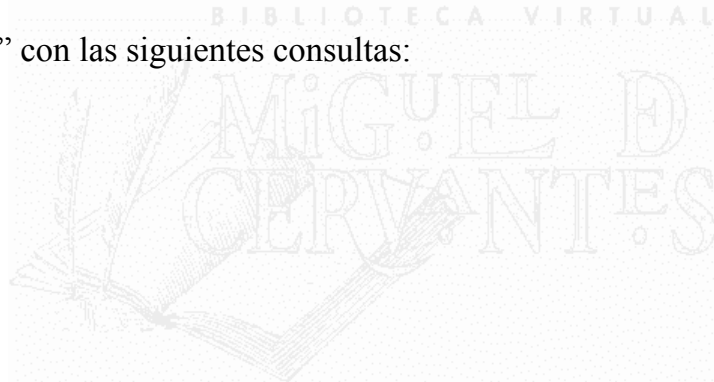 BIBLIOTECA VIRTUAL
” con las siguientes consultas:
MIGUEL DE
CERVANTES